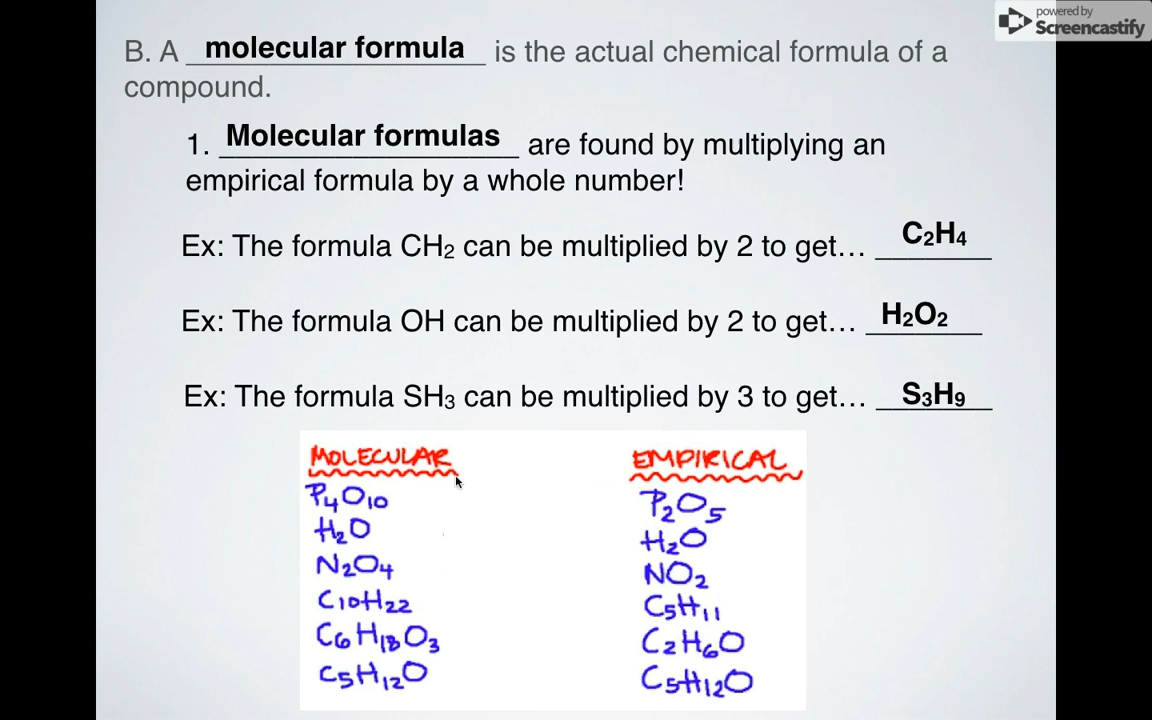 powered by
Screencastify
B. A molecular formula is the actual chemical formula of a
compound.
1. Molecular formulas are found by multiplying an
empirical formula by a whole number!
Ex: The formula CH₂ can be multiplied by 2 to get… C₂H₄
Ex: The formula OH can be multiplied by 2 to get… H₂O₂
Ex: The formula SH₃ can be multiplied by 3 to get… S₃H₉
MOLECULAR EMPIRICAL
P₄O₁₀ P₂O₅
H₂O H₂O
N₂O₄ NO₂
C₁₀H₂₂ C₅H₁₁
C₆H₁₈O₃ C₂H₆O
C₅H₁₂O C₅H₁₂O